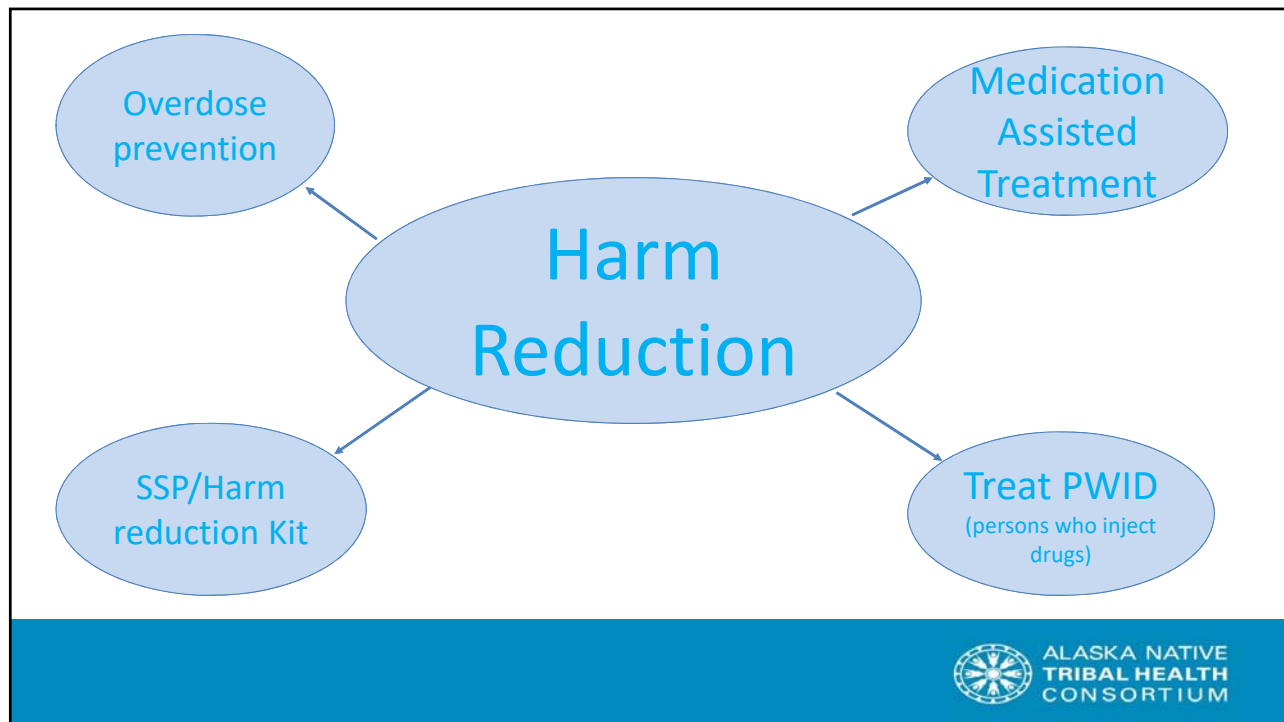 Overdose
prevention
Medication
Assisted
Treatment
Harm
Reduction
SSP/Harm
reduction Kit
Treat PWID
(persons who inject
drugs)
ALASKA NATIVE
TRIBAL HEALTH
CONSORTIUM